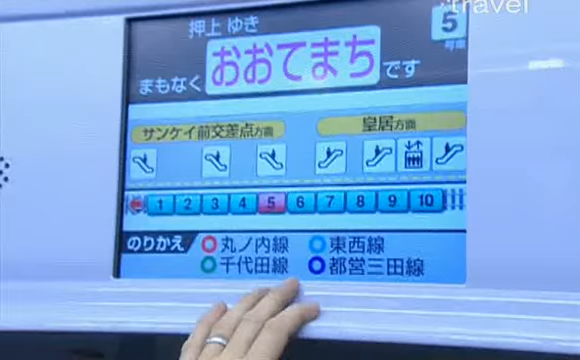 travel
押上 ゆき
5
号車
まもなく おおてまち です
サンケイ前交差点方面
皇居方面
1 2 3 4 5 6 7 8 9 10
のりかえ 丸ノ内線 東西線
千代田線 都営三田線